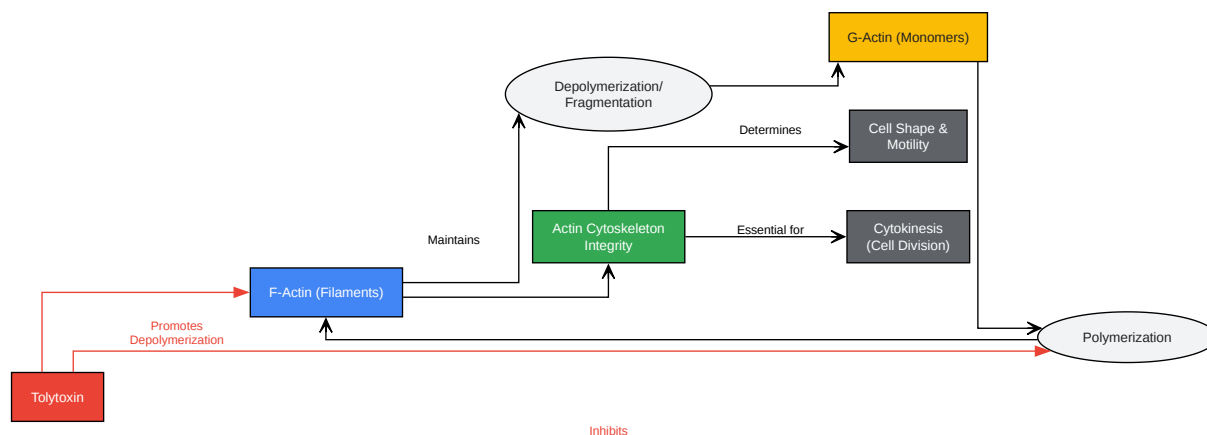 G-Actin (Monomers)
Depolymerization/
Fragmentation
Determines
Cell Shape &
Motility
Actin Cytoskeleton
Integrity
Essential for
Cytokinesis
(Cell Division)
Maintains
F-Actin (Filaments)
Promotes
Depolymerization
Polymerization
Tolytoxin
Inhibits